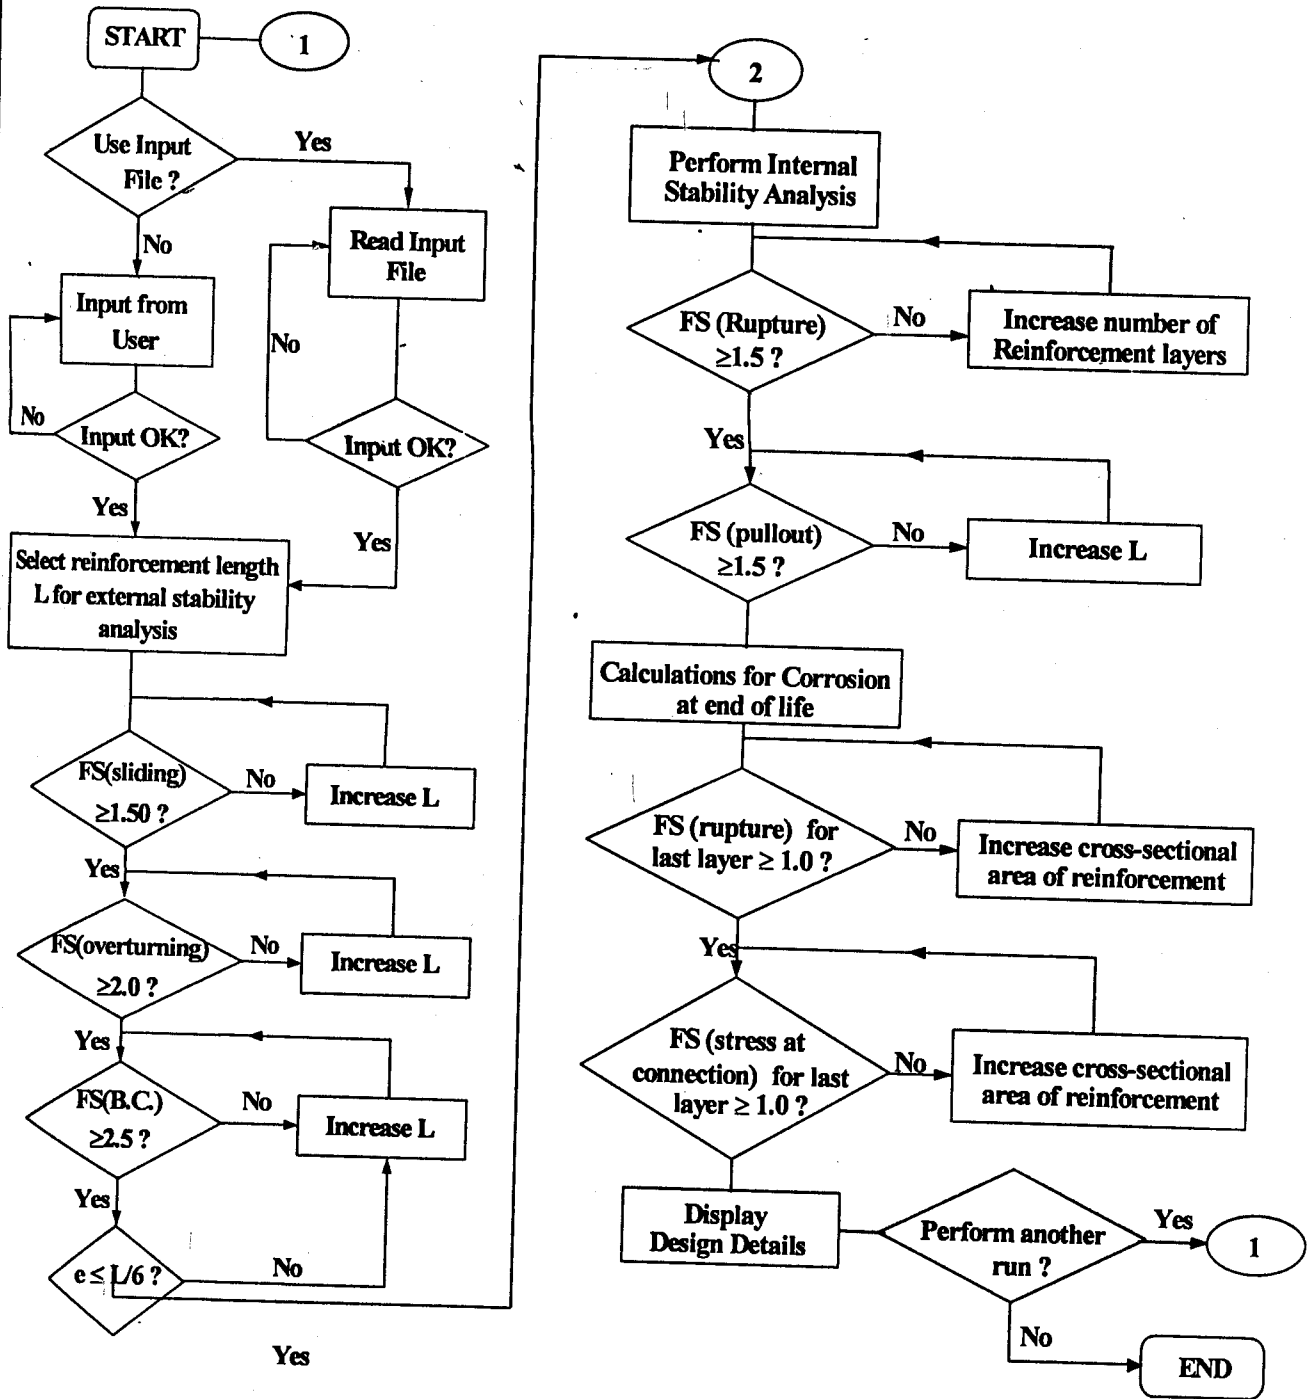 START
1
Use Input
File ?
Yes
No
Read Input
File
Input from
User
No
No
Input OK?
Input OK?
Yes
Yes
Select reinforcement length
L for external stability
analysis
FS(sliding)
≥1.50 ?
No
Increase L
Yes
FS(overturning)
≥2.0 ?
No
Increase L
Yes
FS(B.C.)
≥2.5 ?
No
Increase L
Yes
e ≤ L/6 ?
No
Yes
2
Perform Internal
Stability Analysis
FS (Rupture)
≥1.5 ?
No
Increase number of
Reinforcement layers
Yes
FS (pullout)
≥1.5 ?
No
Increase L
Calculations for Corrosion
at end of life
FS (rupture) for
last layer ≥ 1.0 ?
No
Increase cross-sectional
area of reinforcement
Yes
FS (stress at
connection) for last
layer ≥ 1.0 ?
No
Increase cross-sectional
area of reinforcement
Display
Design Details
Perform another
run ?
Yes
1
No
END